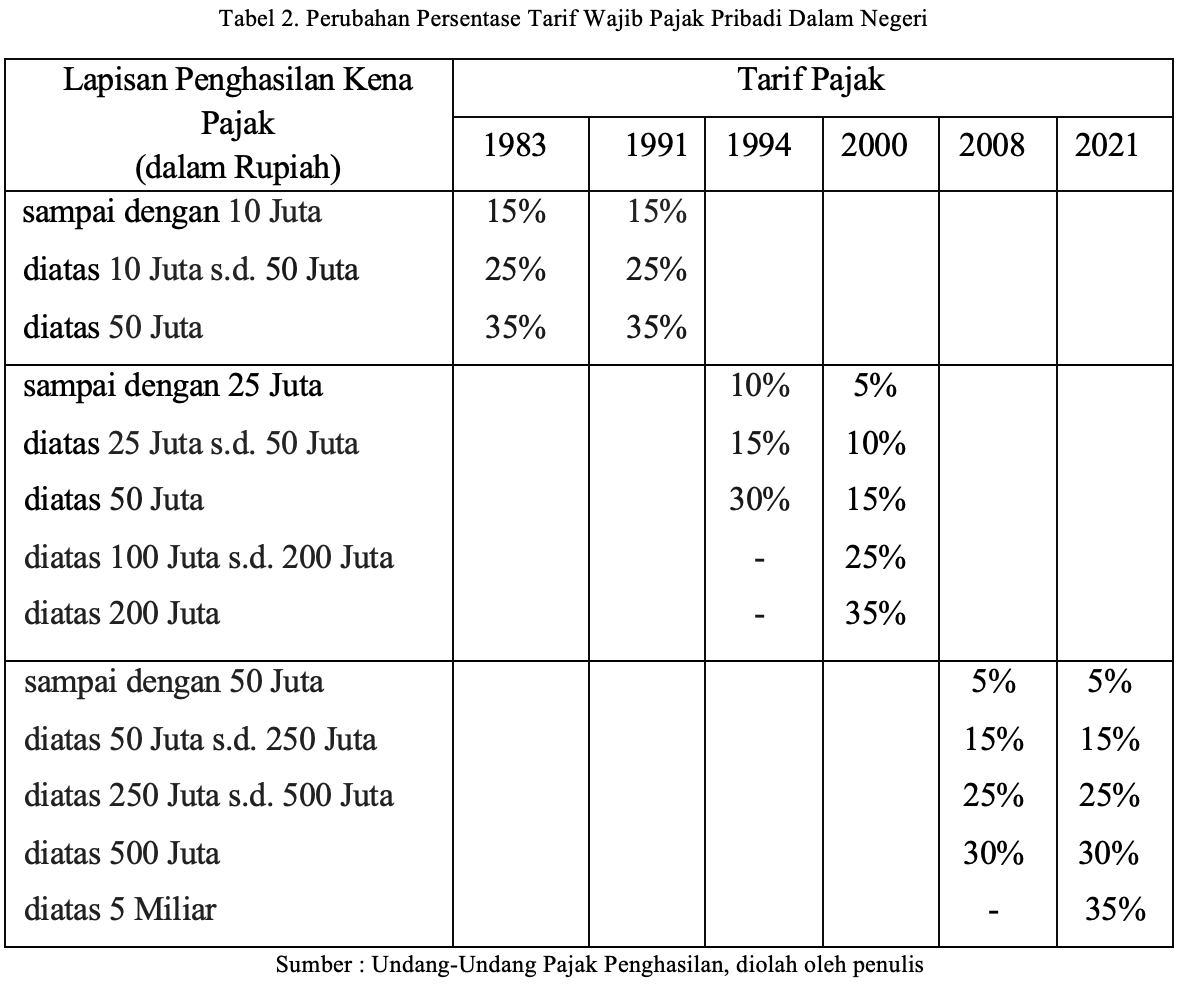 Tabel 2. Perubahan Persentase Tarif Wajib Pajak Pribadi Dalam Negeri
Lapisan Penghasilan Kena
Pajak
(dalam Rupiah)
Tarif Pajak
1983 1991 1994 2000 2008 2021
sampai dengan 10 Juta 15% 15%
diatas 10 Juta s.d. 50 Juta 25% 25%
diatas 50 Juta 35% 35%
sampai dengan 25 Juta 10% 5%
diatas 25 Juta s.d. 50 Juta 15% 10%
diatas 50 Juta 30% 15%
diatas 100 Juta s.d. 200 Juta - 25%
diatas 200 Juta - 35%
sampai dengan 50 Juta 5% 5%
diatas 50 Juta s.d. 250 Juta 15% 15%
diatas 250 Juta s.d. 500 Juta 25% 25%
diatas 500 Juta 30% 30%
diatas 5 Miliar - 35%
Sumber : Undang-Undang Pajak Penghasilan, diolah oleh penulis